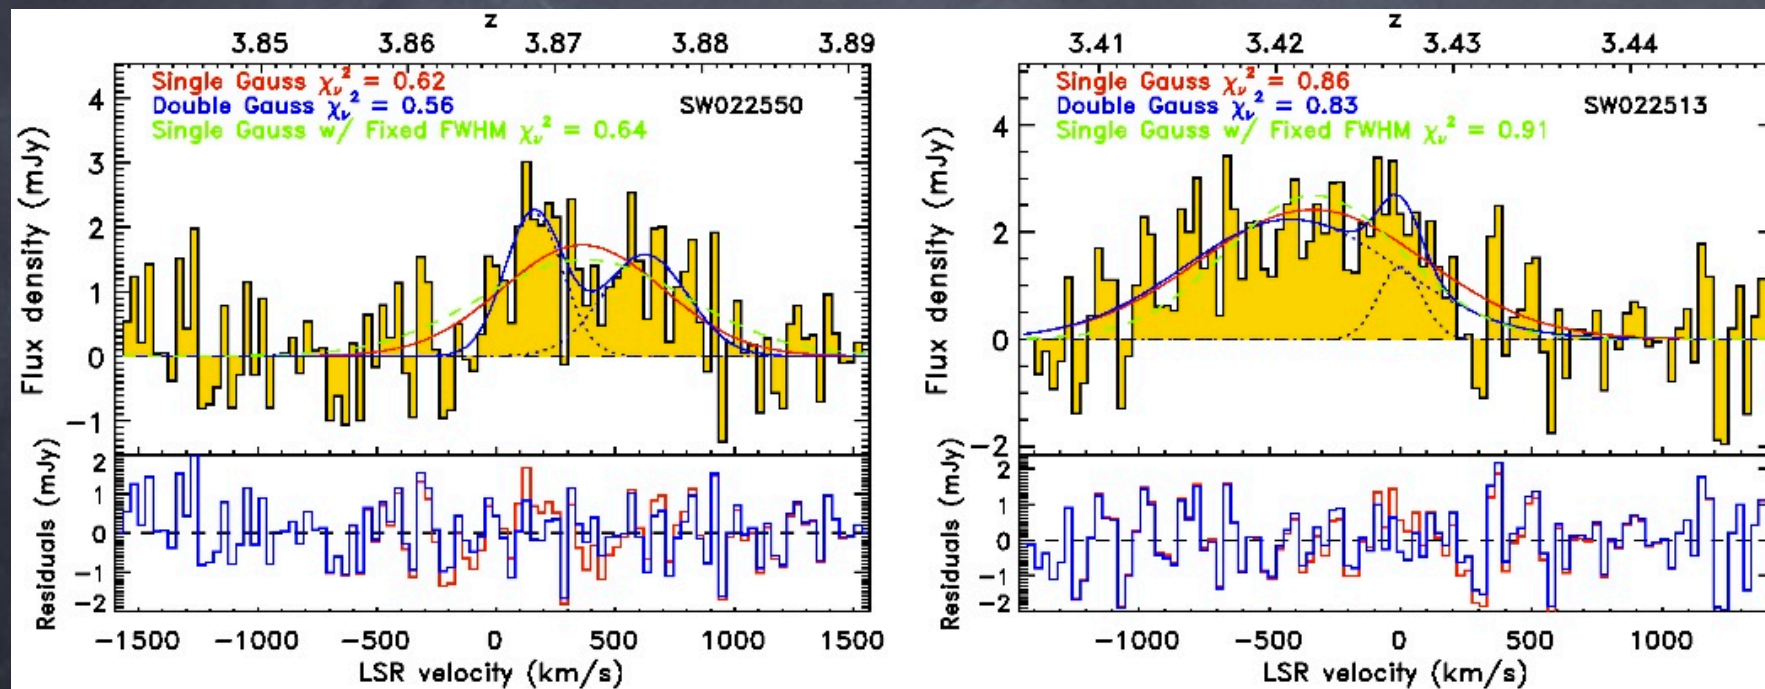 z
3.85 3.86 3.87 3.88 3.89
Single Gauss χν² = 0.62
Double Gauss χν² = 0.56
SW022550
Single Gauss w/ Fixed FWHM χν² = 0.64
Flux density (mJy)
4
3
2
1
0
−1
Residuals (mJy)
2
1
0
−1
−2
−1500 −1000 −500 0 500 1000 1500
LSR velocity (km/s)
z
3.41 3.42 3.43 3.44
Single Gauss χν² = 0.86
Double Gauss χν² = 0.83
SW022513
Single Gauss w/ Fixed FWHM χν² = 0.91
Flux density (mJy)
4
2
0
−2
Residuals (mJy)
2
1
0
−1
−2
−1000 −500 0 500 1000
LSR velocity (km/s)